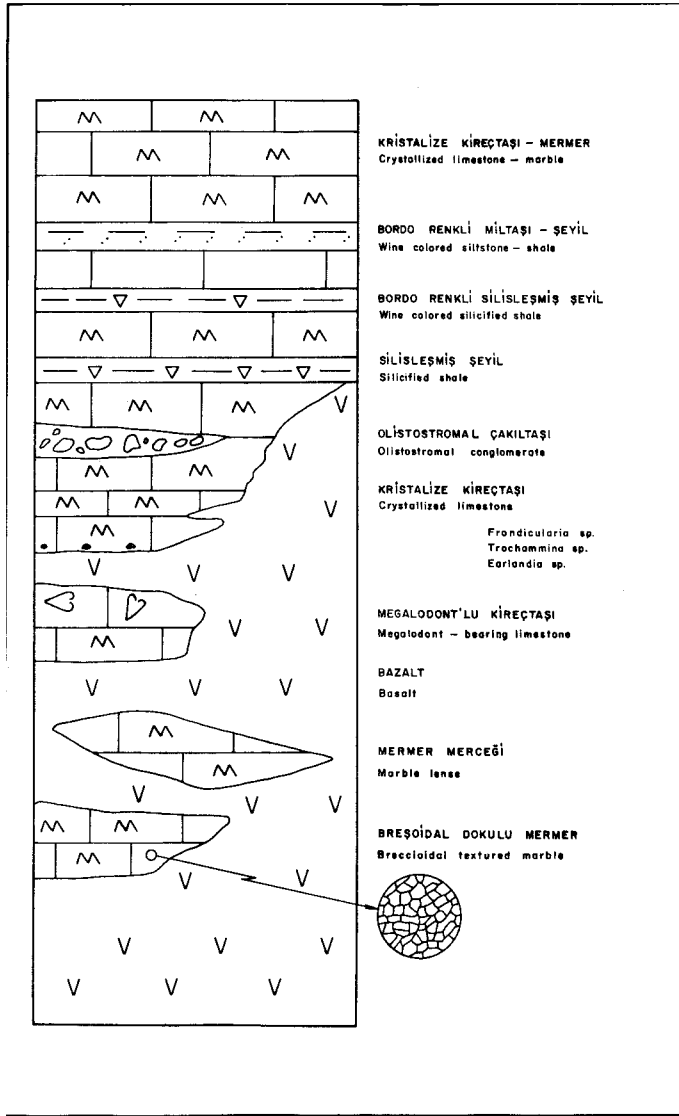 KRİSTALİZE KİREÇTAŞI – MERMER
Crystallized limestone – marble
BORDO RENKLİ MİLTAŞI – ŞEYİL
Wine colored siltstone – shale
BORDO RENKLİ SİLİSLEŞMİŞ ŞEYİL
Wine colored silicified shale
SİLİSLEŞMİŞ ŞEYİL
Silicified shale
OLİSTOSTROMAL ÇAKILTAŞI
Olistostromal conglomerate
KRİSTALİZE KİREÇTAŞI
Crystallized limestone
Frondicularia sp.
Trochammina sp.
Earlandia sp.
MEGALODONT'LU KİREÇTAŞI
Megalodont – bearing limestone
BAZALT
Basalt
MERMER MERCEĞİ
Marble lense
BREŞOİDAL DOKULU MERMER
Breccioidal textured marble